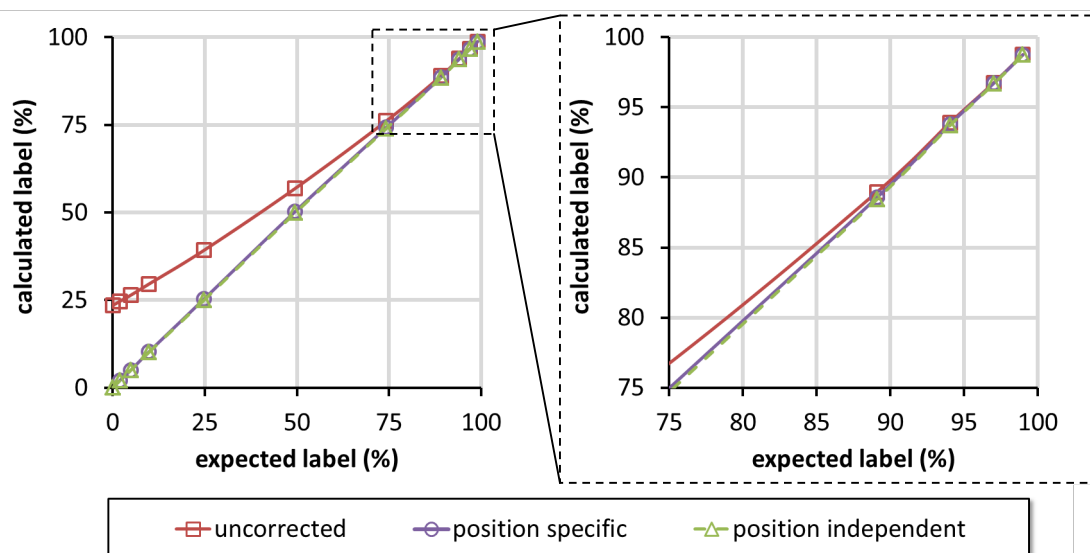 100
75
50
25
0
calculated label (%)
0 25 50 75 100
expected label (%)
100
95
90
85
80
75
calculated label (%)
75 80 85 90 95 100
expected label (%)
uncorrected position specific position independent